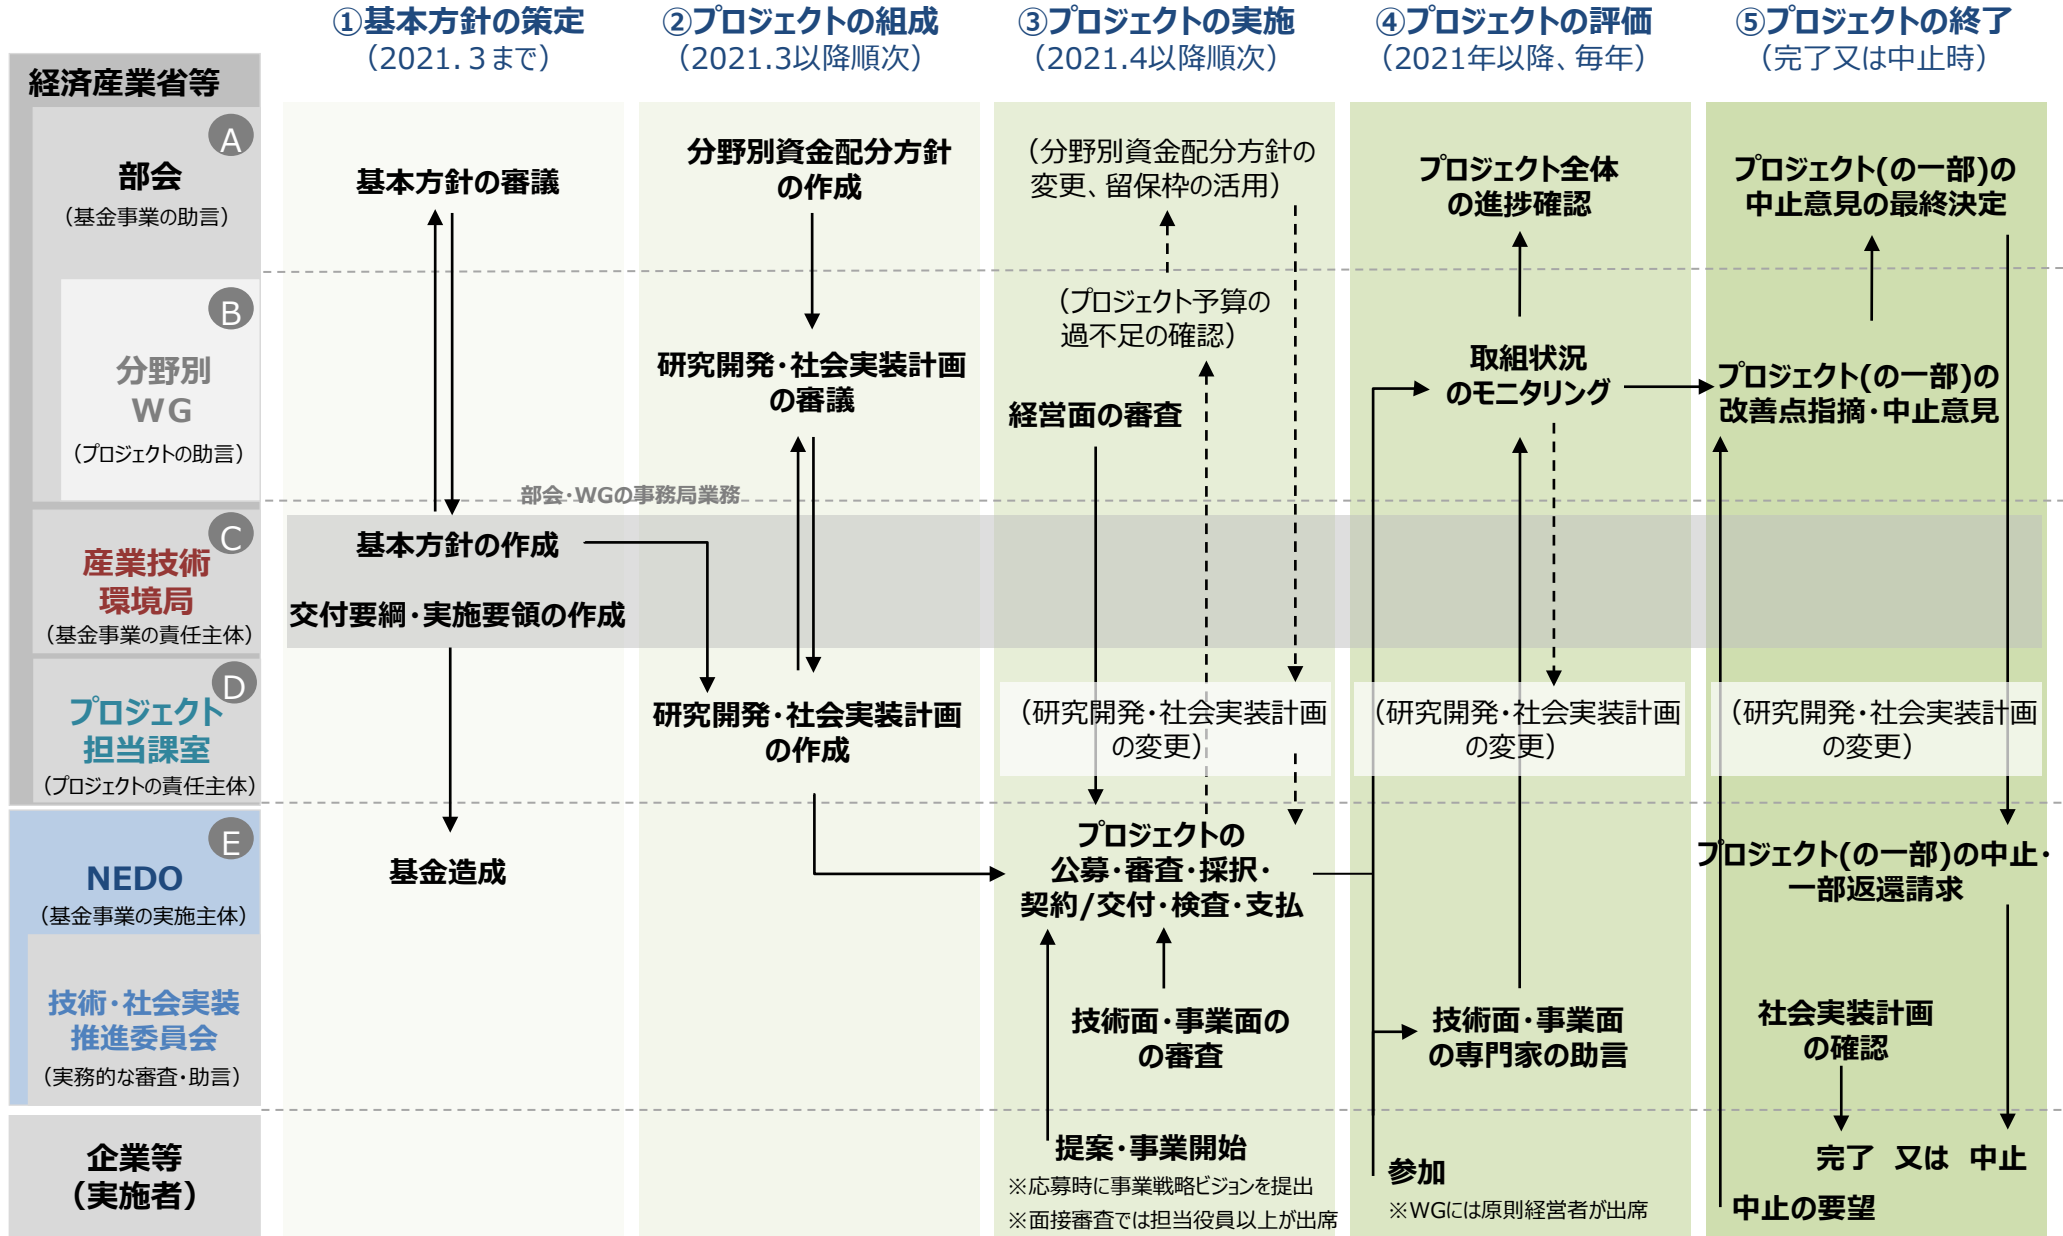 ①基本方針の策定
（2021.３まで）
②プロジェクトの組成
（2021.3以降順次）
③プロジェクトの実施
（2021.4以降順次）
④プロジェクトの評価
（2021年以降、毎年）
⑤プロジェクトの終了
（完了又は中止時）
経済産業省等
A
部会
（基金事業の助言）
基本方針の審議
分野別資金配分方針
の作成
（分野別資金配分方針の
変更、留保枠の活用）
プロジェクト全体
の進捗確認
プロジェクト(の一部)の
中止意見の最終決定
B
分野別
WG
（プロジェクトの助言）
研究開発・社会実装計画
の審議
（プロジェクト予算の
過不足の確認）
経営面の審査
取組状況
のモニタリング
プロジェクト(の一部)の
改善点指摘・中止意見
部会・WGの事務局業務
C
産業技術
環境局
（基金事業の責任主体）
基本方針の作成
交付要綱・実施要領の作成
D
プロジェクト
担当課室
（プロジェクトの責任主体）
研究開発・社会実装計画
の作成
（研究開発・社会実装計画
の変更）
（研究開発・社会実装計画
の変更）
（研究開発・社会実装計画
の変更）
E
NEDO
（基金事業の実施主体）
基金造成
プロジェクトの
公募・審査・採択・
契約/交付・検査・支払
プロジェクト(の一部)の中止・
一部返還請求
技術・社会実装
推進委員会
（実務的な審査・助言）
技術面・事業面の
の審査
技術面・事業面
の専門家の助言
社会実装計画
の確認
企業等
（実施者）
提案・事業開始
※応募時に事業戦略ビジョンを提出
※面接審査では担当役員以上が出席
参加
※WGには原則経営者が出席
完了　又は　中止
中止の要望